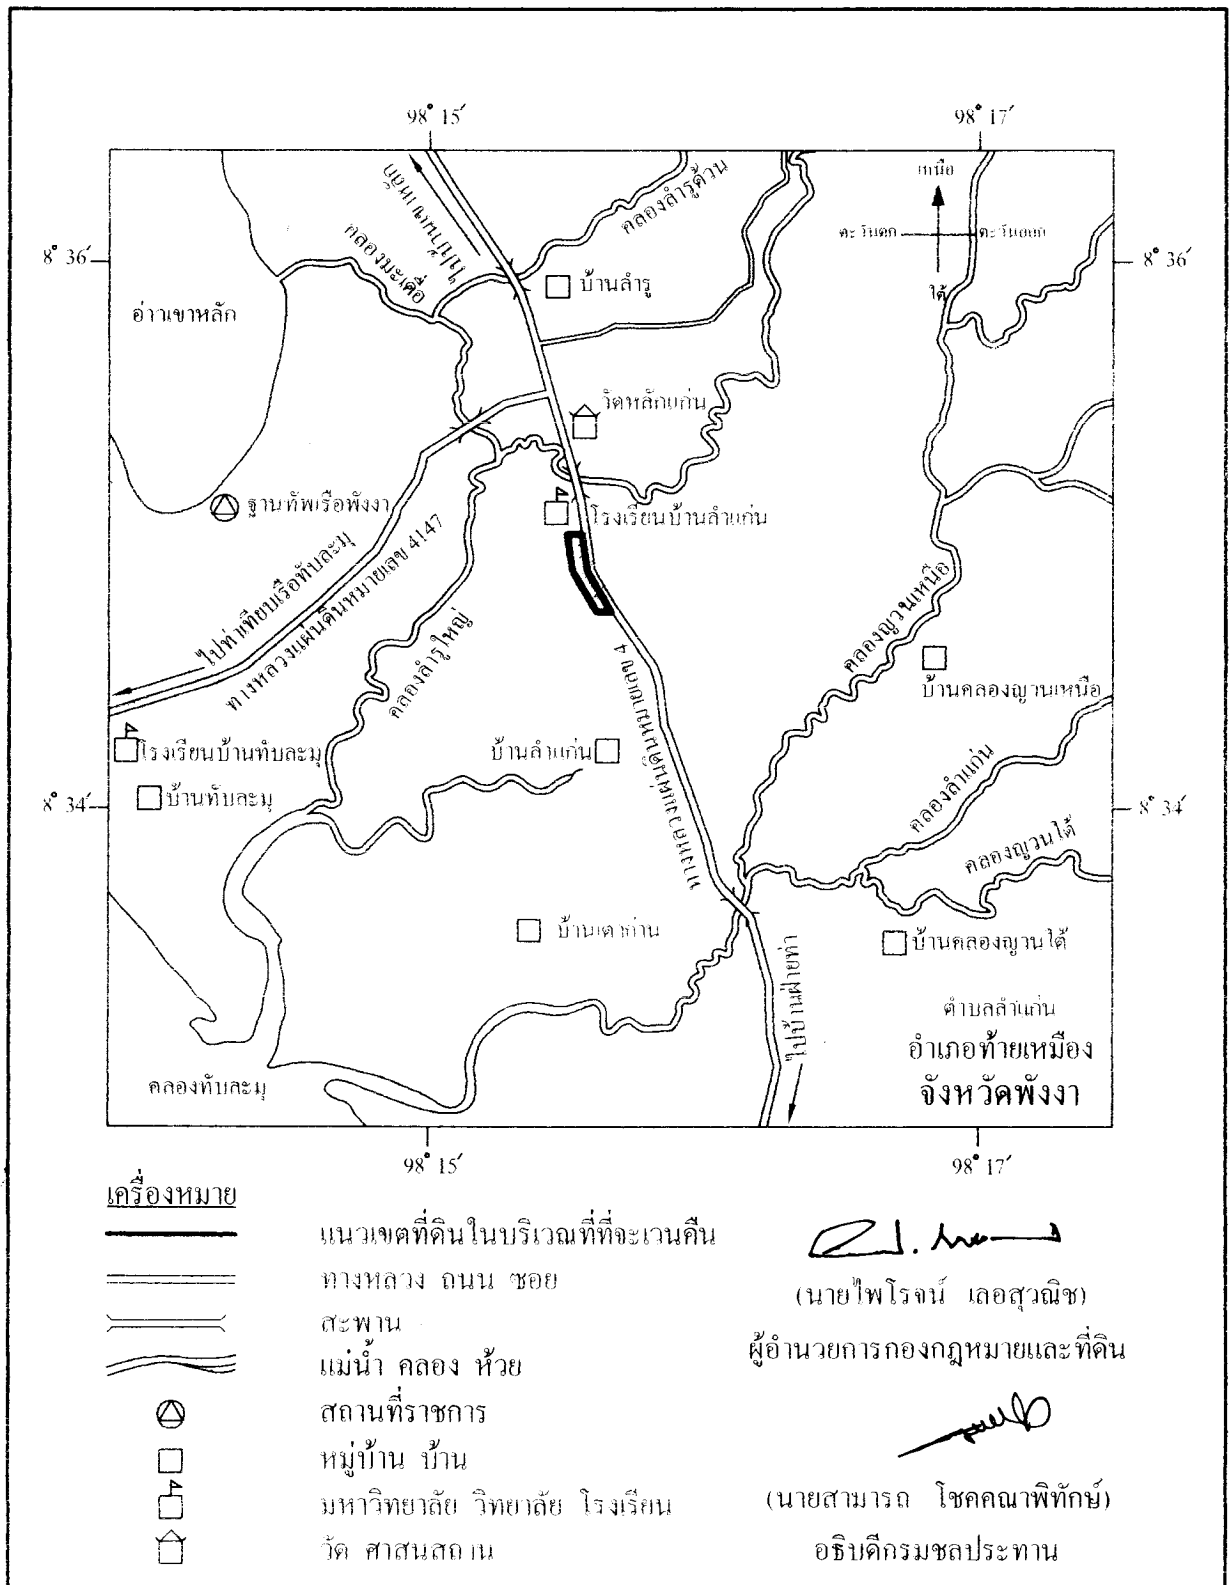 98° 15′ 98° 17′
เหนือ
ตะวันตก ตะวันออก
ใต้
8° 36′ 8° 36′
ไปบ้านเขาหลัก
คลองลำรูด้วน
คลองมะเดื่อ
บ้านลำรู
อ่าวเขาหลัก
วัดหลักแก่น
ฐานทัพเรือพังงา
โรงเรียนบ้านลำแก่น
ไปท่าเทียบเรือทับละมุ
ทางหลวงแผ่นดินหมายเลข 4147
คลองลำรูใหญ่
คลองญวนเหนือ
บ้านคลองญวนเหนือ
ทางหลวงแผ่นดินหมายเลข 4
โรงเรียนบ้านทับละมุ
บ้านลำแก่น
บ้านทับละมุ
คลองลำแก่น
8° 34′ 8° 34′
คลองญวนใต้
บ้านเตาถ่าน
บ้านคลองญวนใต้
ไปบ้านฝ่ายท่า
ตำบลลำแก่น
อำเภอท้ายเหมือง
จังหวัดพังงา
คลองทับละมุ
98° 15′ 98° 17′
เครื่องหมาย
แนวเขตที่ดินในบริเวณที่ที่จะเวนคืน
ทางหลวง ถนน ซอย
สะพาน
แม่น้ำ คลอง ห้วย
สถานที่ราชการ
หมู่บ้าน บ้าน
มหาวิทยาลัย วิทยาลัย โรงเรียน
วัด ศาสนสถาน
(นายไพโรจน์ เลอสุวณิช)
ผู้อำนวยการกองกฎหมายและที่ดิน
(นายสามารถ โชคคณาพิทักษ์)
อธิบดีกรมชลประทาน